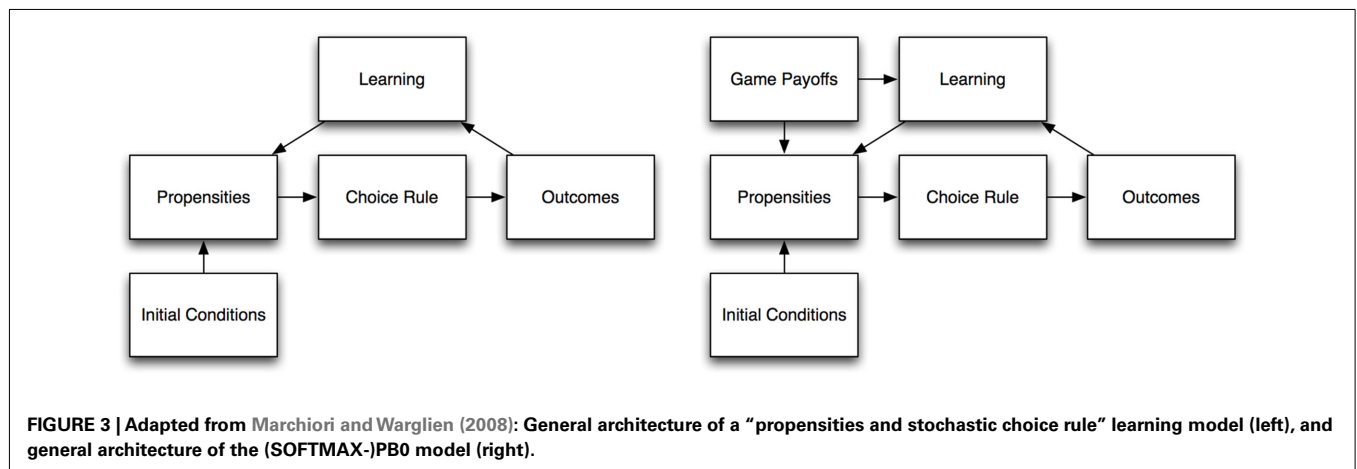 Learning
Propensities
Choice Rule
Outcomes
Initial Conditions
Game Payoffs
Learning
Propensities
Choice Rule
Outcomes
Initial Conditions
FIGURE 3 | Adapted from Marchiori and Warglien (2008): General architecture of a “propensities and stochastic choice rule” learning model (left), and
general architecture of the (SOFTMAX-)PB0 model (right).